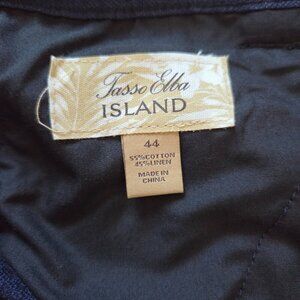 Tasso Elba
ISLAND
44
55%COTTON
45%LINEN
MADE IN
CHINA